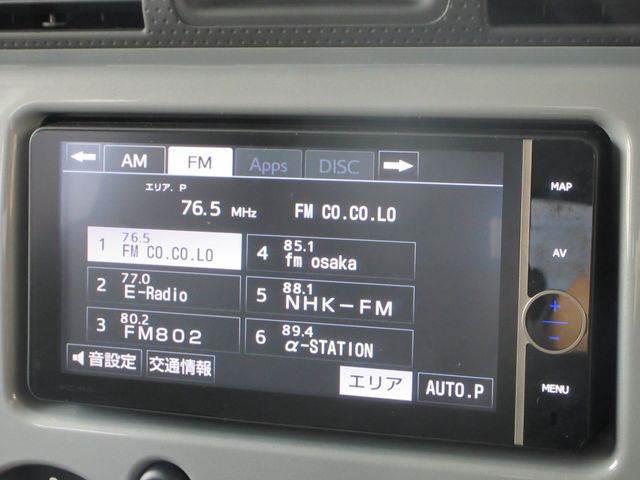 AM FM Apps DISC
エリア. P
76.5 MHz FM CO.CO.LO
1 76.5 FM CO.CO.LO
2 77.0 E-Radio
3 80.2 FM802
4 85.1 fm osaka
5 88.1 NHK-FM
6 89.4 α-STATION
音設定 交通情報 エリア AUTO.P
MAP
AV
+
-
MENU